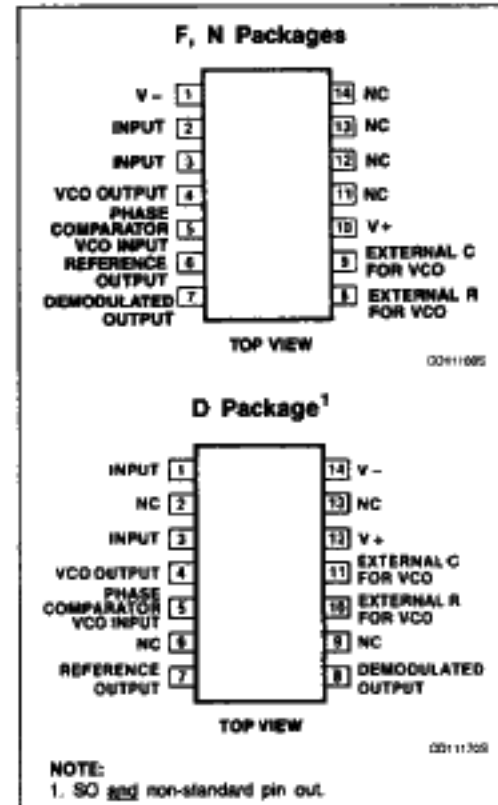 F, N Packages
V – 1
INPUT 2
INPUT 3
VCO OUTPUT 4
PHASE
COMPARATOR 5
VCO INPUT
REFERENCE 6
OUTPUT
DEMODULATED 7
OUTPUT
14 NC
13 NC
12 NC
11 NC
10 V+
9 EXTERNAL C
FOR VCO
8 EXTERNAL R
FOR VCO
TOP VIEW
D Package¹
INPUT 1
NC 2
INPUT 3
VCO OUTPUT 4
PHASE
COMPARATOR 5
VCO INPUT
NC 6
REFERENCE 7
OUTPUT
14 V –
13 NC
12 V +
11 EXTERNAL C
FOR VCO
10 EXTERNAL R
FOR VCO
9 NC
8 DEMODULATED
OUTPUT
TOP VIEW
NOTE:
1. SO and non-standard pin out.